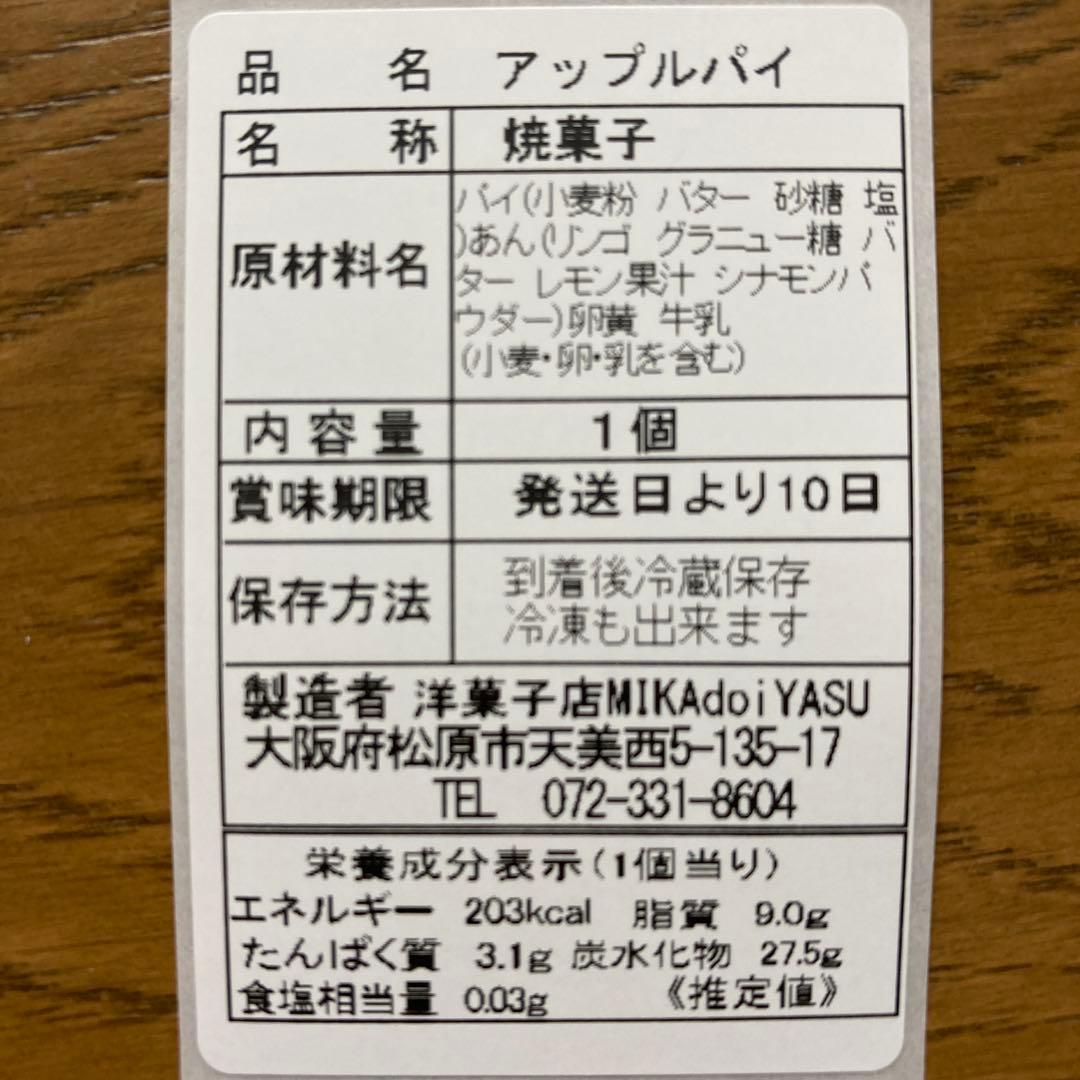 品名 アップルパイ
名称 焼菓子
原材料名
パイ(小麦粉 バター 砂糖 塩
)あん(リンゴ グラニュー糖 バ
ター レモン果汁 シナモンパ
ウダー)卵黄 牛乳
(小麦・卵・乳を含む)
内容量 1個
賞味期限 発送日より10日
保存方法
到着後冷蔵保存
冷凍も出来ます
製造者 洋菓子店MIKAdoiYASU
大阪府松原市天美西5-135-17
TEL 072-331-8604
栄養成分表示(1個当り)
エネルギー 203kcal 脂質 9.0g
たんぱく質 3.1g 炭水化物 27.5g
食塩相当量 0.03g 《推定値》